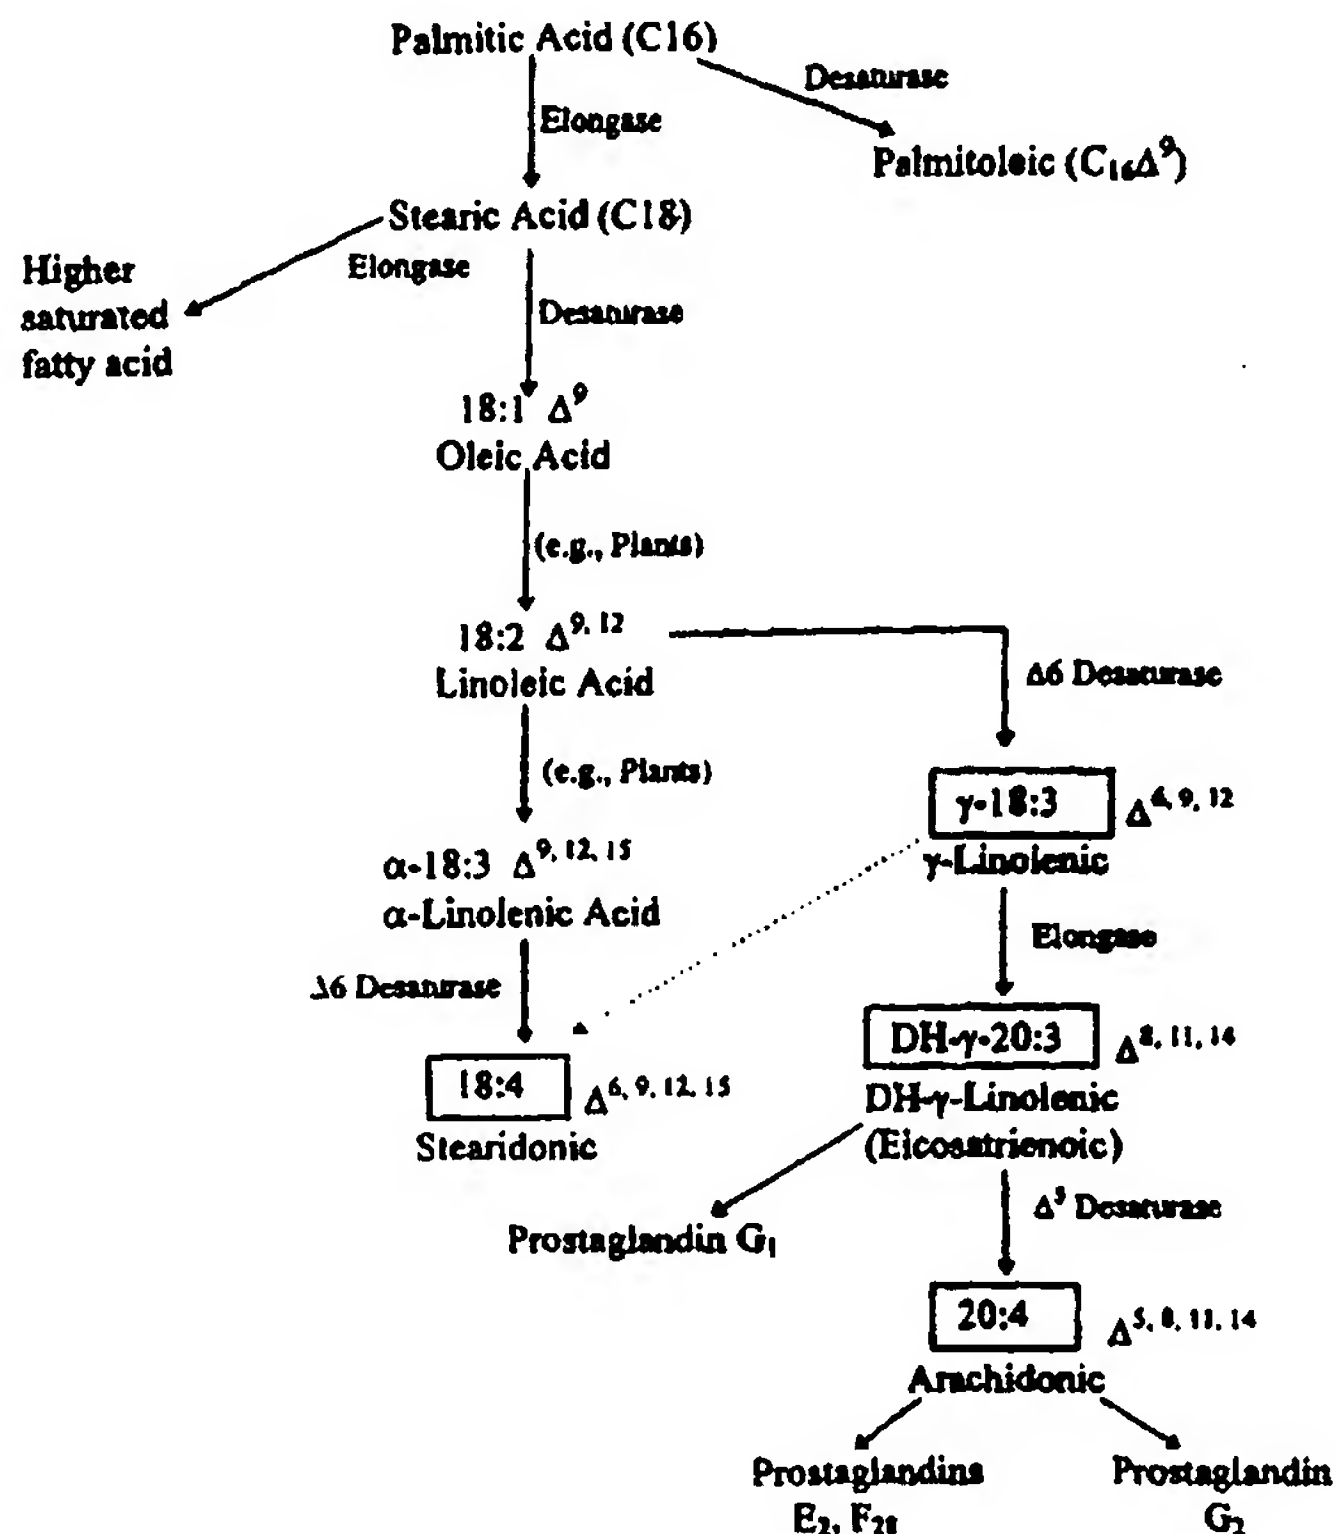 Palmitic Acid (C16)
Desaturase
Elongase
Palmitoleic (C₁₆Δ⁹)
Stearic Acid (C18)
Elongase
Higher
saturated
fatty acid
Desaturase
18:1 Δ⁹
Oleic Acid
(e.g., Plants)
18:2 Δ⁹, ¹²
Linoleic Acid
Δ6 Desaturase
(e.g., Plants)
γ-18:3 Δ⁶, ⁹, ¹²
γ-Linolenic
α-18:3 Δ⁹, ¹², ¹⁵
α-Linolenic Acid
Elongase
Δ6 Desaturase
DH-γ-20:3 Δ⁸, ¹¹, ¹⁴
DH-γ-Linolenic
(Eicosatrienoic)
18:4 Δ⁶, ⁹, ¹², ¹⁵
Stearidonic
Δ⁵ Desaturase
Prostaglandin G₁
20:4 Δ⁵, ⁸, ¹¹, ¹⁴
Arachidonic
Prostaglandins
E₂,
Prostaglandin
G₂